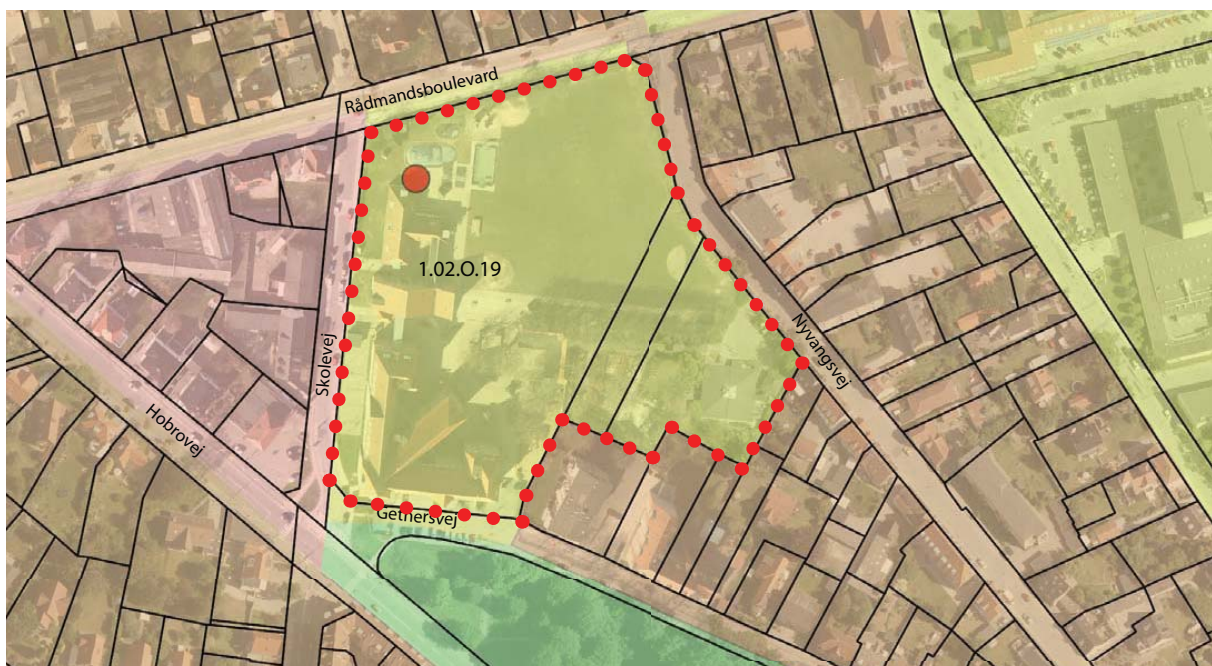 Rådmandsboulevard
1.02.O.19
Skolevej
Nyvangsvej
Hobrovej
Gethersvej